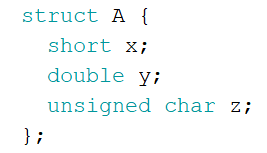 struct A {
  short x;
  double y;
  unsigned char z;
};